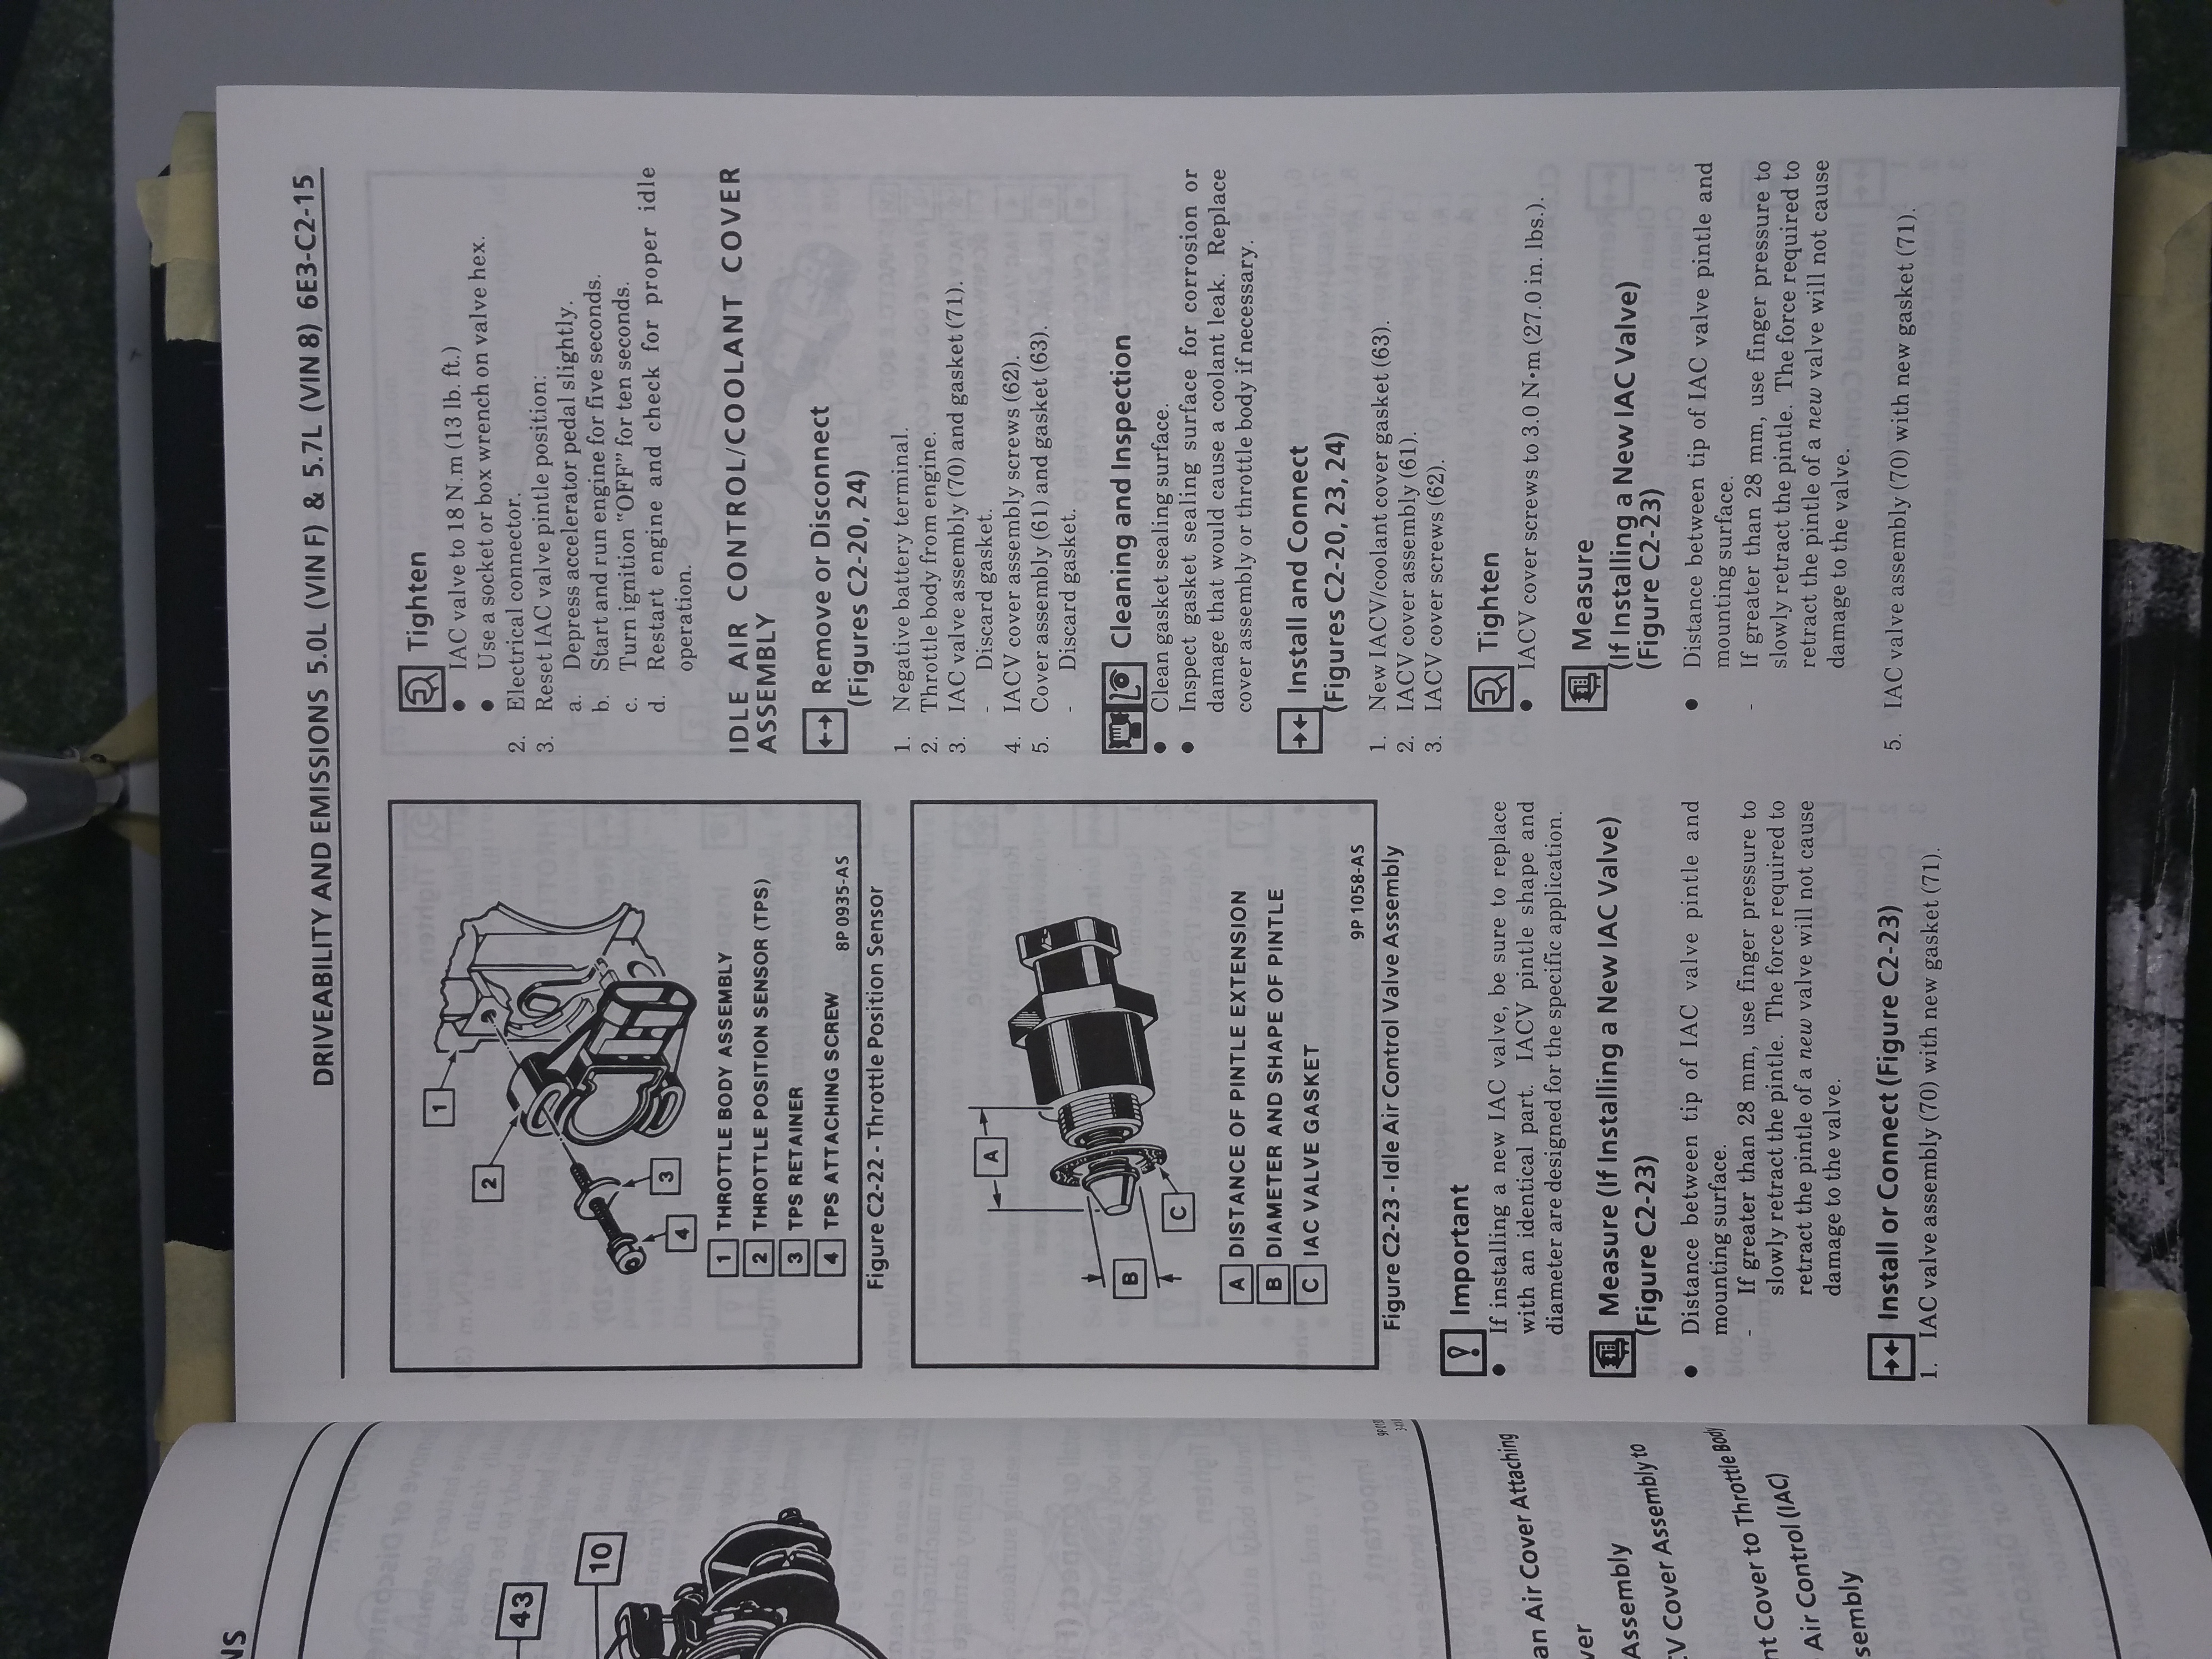 DRIVEABILITY AND EMISSIONS 5.0L (VIN F) & 5.7L (VIN 8) 6E3-C2-15
1
2
3
4
1 THROTTLE BODY ASSEMBLY
2 THROTTLE POSITION SENSOR (TPS)
3 TPS RETAINER
4 TPS ATTACHING SCREW
8P 0935-AS
Figure C2-22 - Throttle Position Sensor
A
B
C
A DISTANCE OF PINTLE EXTENSION
B DIAMETER AND SHAPE OF PINTLE
C IAC VALVE GASKET
9P 1058-AS
Figure C2-23 - Idle Air Control Valve Assembly
Important
● If installing a new IAC valve, be sure to replace
with an identical part. IACV pintle shape and
diameter are designed for the specific application.
Measure (If Installing a New IAC Valve)
(Figure C2-23)
● Distance between tip of IAC valve pintle and
mounting surface.
- If greater than 28 mm, use finger pressure to
slowly retract the pintle. The force required to
retract the pintle of a new valve will not cause
damage to the valve.
Install or Connect (Figure C2-23)
1. IAC valve assembly (70) with new gasket (71).
Tighten
● IAC valve to 18 N.m (13 lb. ft.)
● Use a socket or box wrench on valve hex.
2. Electrical connector.
3. Reset IAC valve pintle position:
a. Depress accelerator pedal slightly.
b. Start and run engine for five seconds.
c. Turn ignition "OFF" for ten seconds.
d. Restart engine and check for proper idle
operation.
IDLE AIR CONTROL/COOLANT COVER
ASSEMBLY
Remove or Disconnect
(Figures C2-20, 24)
1. Negative battery terminal.
2. Throttle body from engine.
3. IAC valve assembly (70) and gasket (71).
- Discard gasket.
4. IACV cover assembly screws (62).
5. Cover assembly (61) and gasket (63).
- Discard gasket.
Cleaning and Inspection
● Clean gasket sealing surface.
● Inspect gasket sealing surface for corrosion or
damage that would cause a coolant leak. Replace
cover assembly or throttle body if necessary.
Install and Connect
(Figures C2-20, 23, 24)
1. New IACV/coolant cover gasket (63).
2. IACV cover assembly (61).
3. IACV cover screws (62).
Tighten
● IACV cover screws to 3.0 N•m (27.0 in. lbs.).
Measure
(If Installing a New IAC Valve)
(Figure C2-23)
● Distance between tip of IAC valve pintle and
mounting surface.
- If greater than 28 mm, use finger pressure to
slowly retract the pintle. The force required to
retract the pintle of a new valve will not cause
damage to the valve.
5. IAC valve assembly (70) with new gasket (71).
NS
43
10
an Air Cover Attaching
ver
Assembly
CV Cover Assembly to
nt Cover to Throttle Body
Air Control (IAC)
sembly